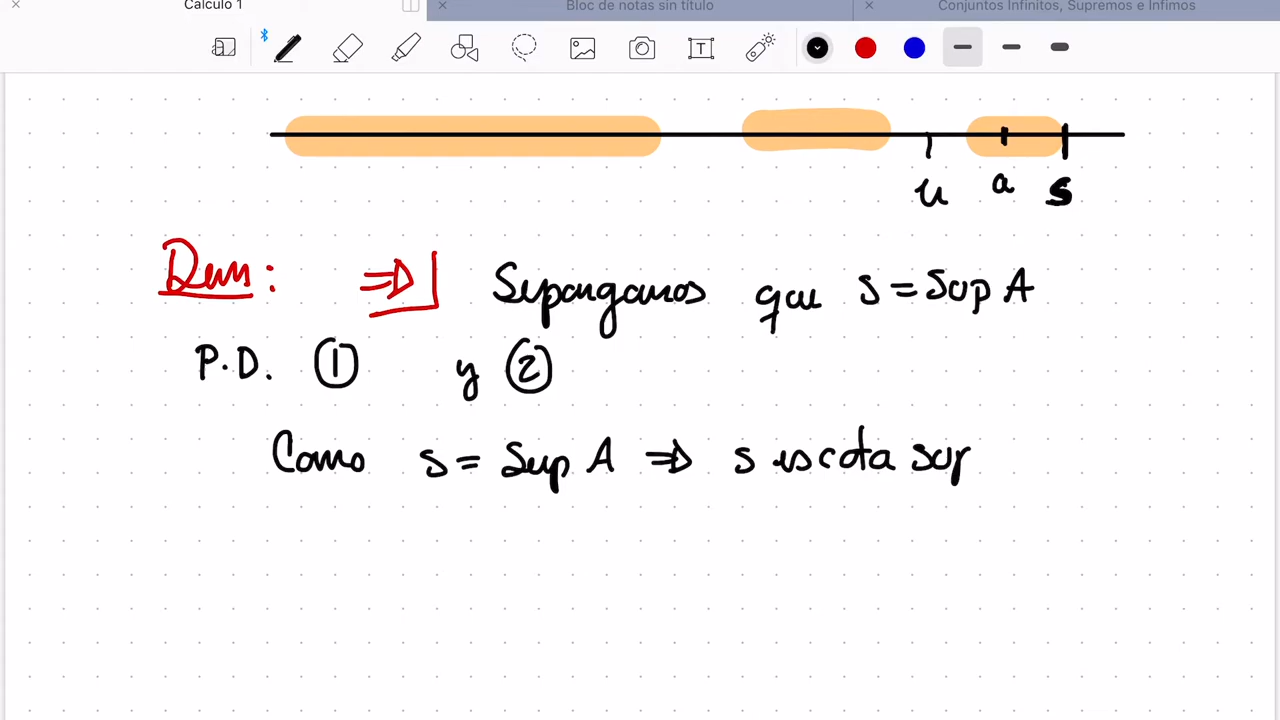 Calculo 1
Bloc de notas sin título
Conjuntos Infinitos, Supremos e Infimos
u a s
Dem: => Supongamos que s = Sup A
P.D. ① y ②
Como s = Sup A => s es cota sup